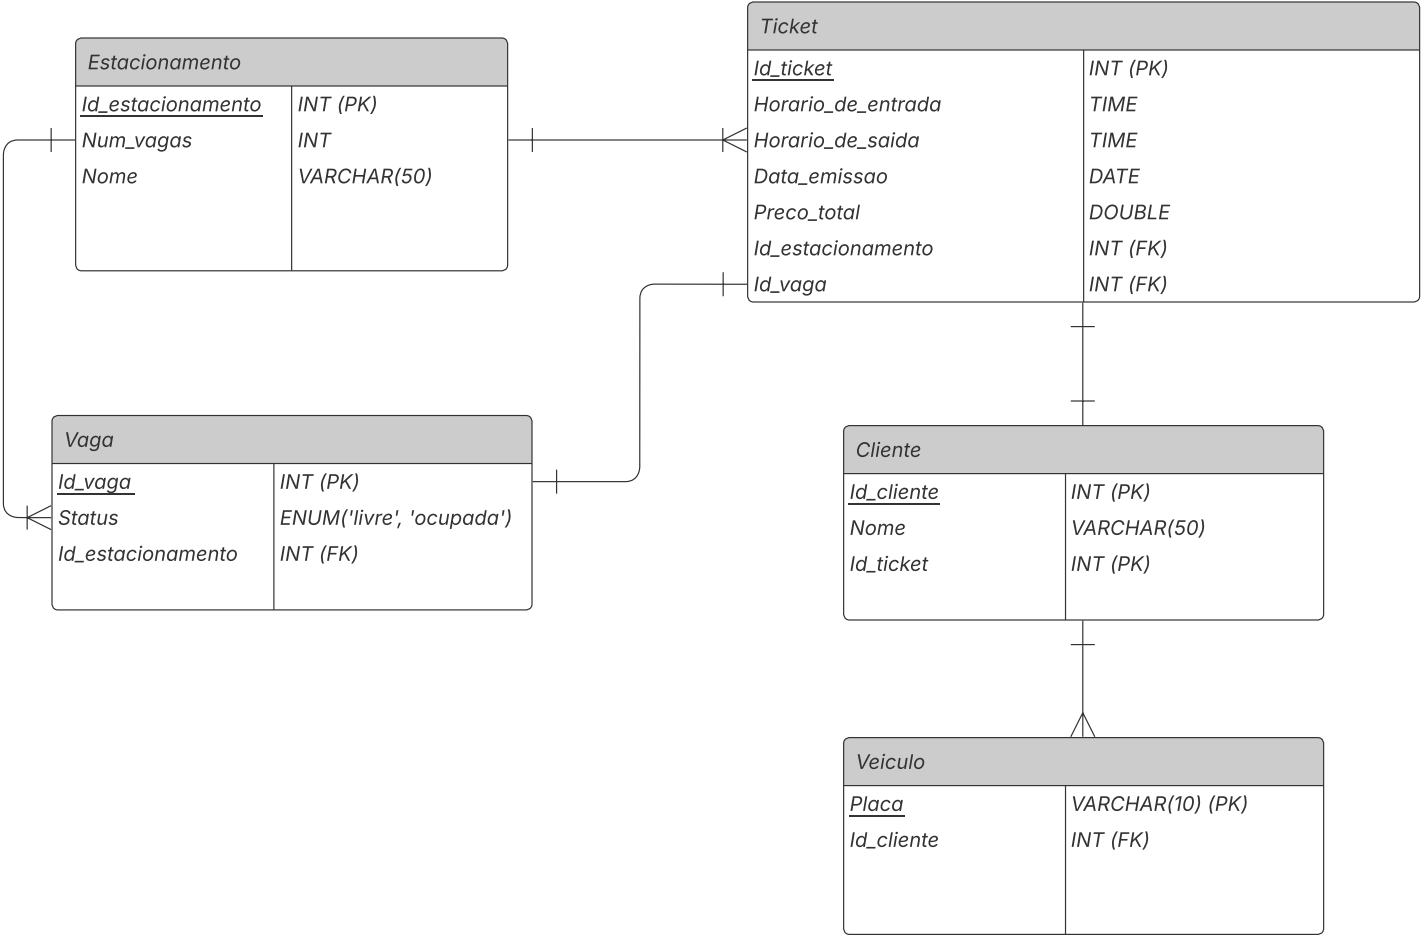 Estacionamento
Id_estacionamento INT (PK)
Num_vagas INT
Nome VARCHAR(50)
Ticket
Id_ticket INT (PK)
Horario_de_entrada TIME
Horario_de_saida TIME
Data_emissao DATE
Preco_total DOUBLE
Id_estacionamento INT (FK)
Id_vaga INT (FK)
Vaga
Id_vaga INT (PK)
Status ENUM('livre', 'ocupada')
Id_estacionamento INT (FK)
Cliente
Id_cliente INT (PK)
Nome VARCHAR(50)
Id_ticket INT (PK)
Veiculo
Placa VARCHAR(10) (PK)
Id_cliente INT (FK)